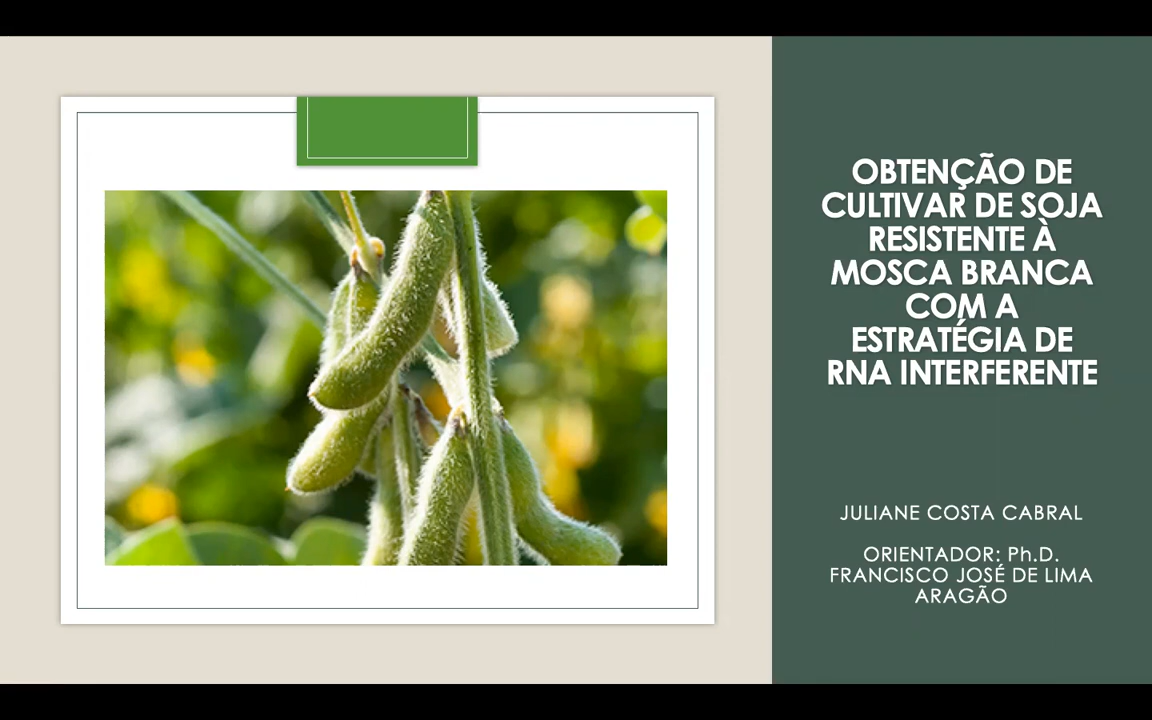 OBTENÇÃO DE
CULTIVAR DE SOJA
RESISTENTE À
MOSCA BRANCA
COM A
ESTRATÉGIA DE
RNA INTERFERENTE
JULIANE COSTA CABRAL
ORIENTADOR: Ph.D.
FRANCISCO JOSÉ DE LIMA
ARAGÃO